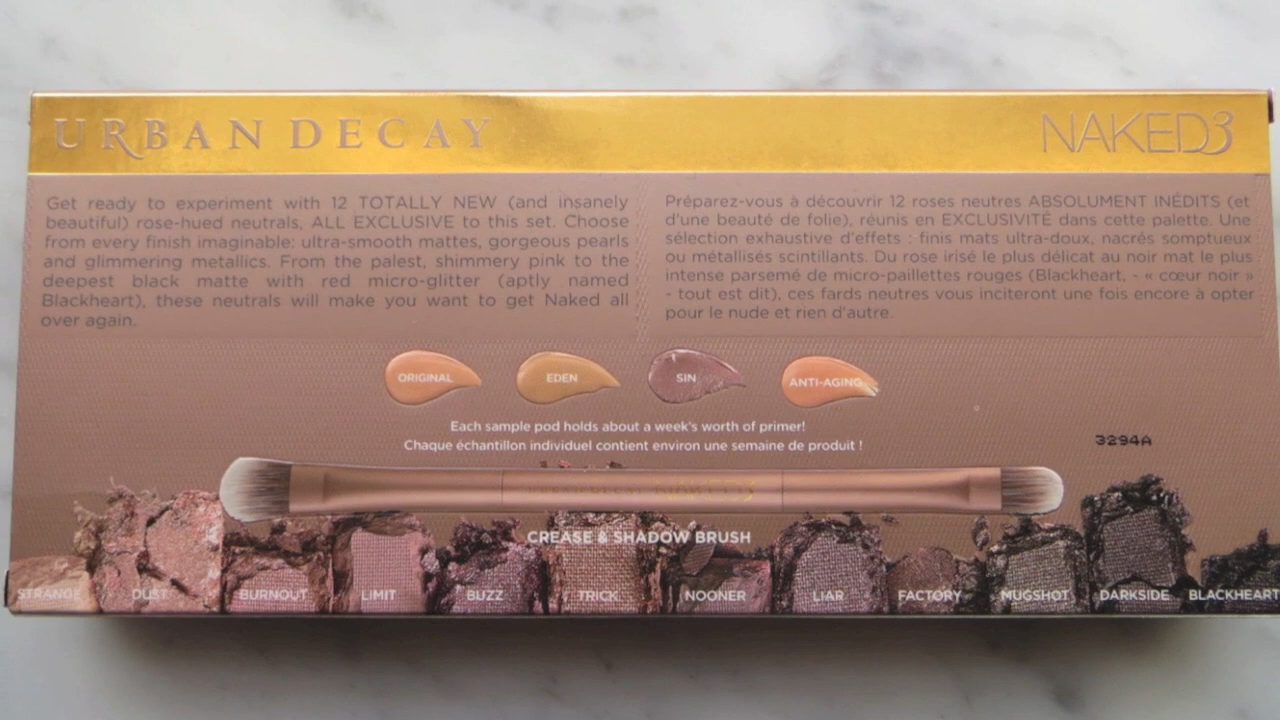 URBAN DECAY
NAKED3
Get ready to experiment with 12 TOTALLY NEW (and insanely
beautiful) rose-hued neutrals, ALL EXCLUSIVE to this set. Choose
from every finish imaginable: ultra-smooth mattes, gorgeous pearls
and glimmering metallics. From the palest, shimmery pink to the
deepest black matte with red micro-glitter (aptly named
Blackheart), these neutrals will make you want to get Naked all
over again.
Préparez-vous à découvrir 12 roses neutres ABSOLUMENT INÉDITS (et
d'une beauté de folie), réunis en EXCLUSIVITÉ dans cette palette. Une
sélection exhaustive d'effets : finis mats ultra-doux, nacrés somptueux
ou métallisés scintillants. Du rose irisé le plus délicat au noir mat le plus
intense parsemé de micro-paillettes rouges (Blackheart, - « cœur noir »
- tout est dit), ces fards neutres vous inciteront une fois encore à opter
pour le nude et rien d'autre.
ORIGINAL
EDEN
SIN
ANTI-AGING
Each sample pod holds about a week's worth of primer!
Chaque échantillon individuel contient environ une semaine de produit !
3294A
NAKED3
CREASE & SHADOW BRUSH
STRANGE
DUST
BURNOUT
LIMIT
BUZZ
TRICK
NOONER
LIAR
FACTORY
MUGSHOT
DARKSIDE
BLACKHEART